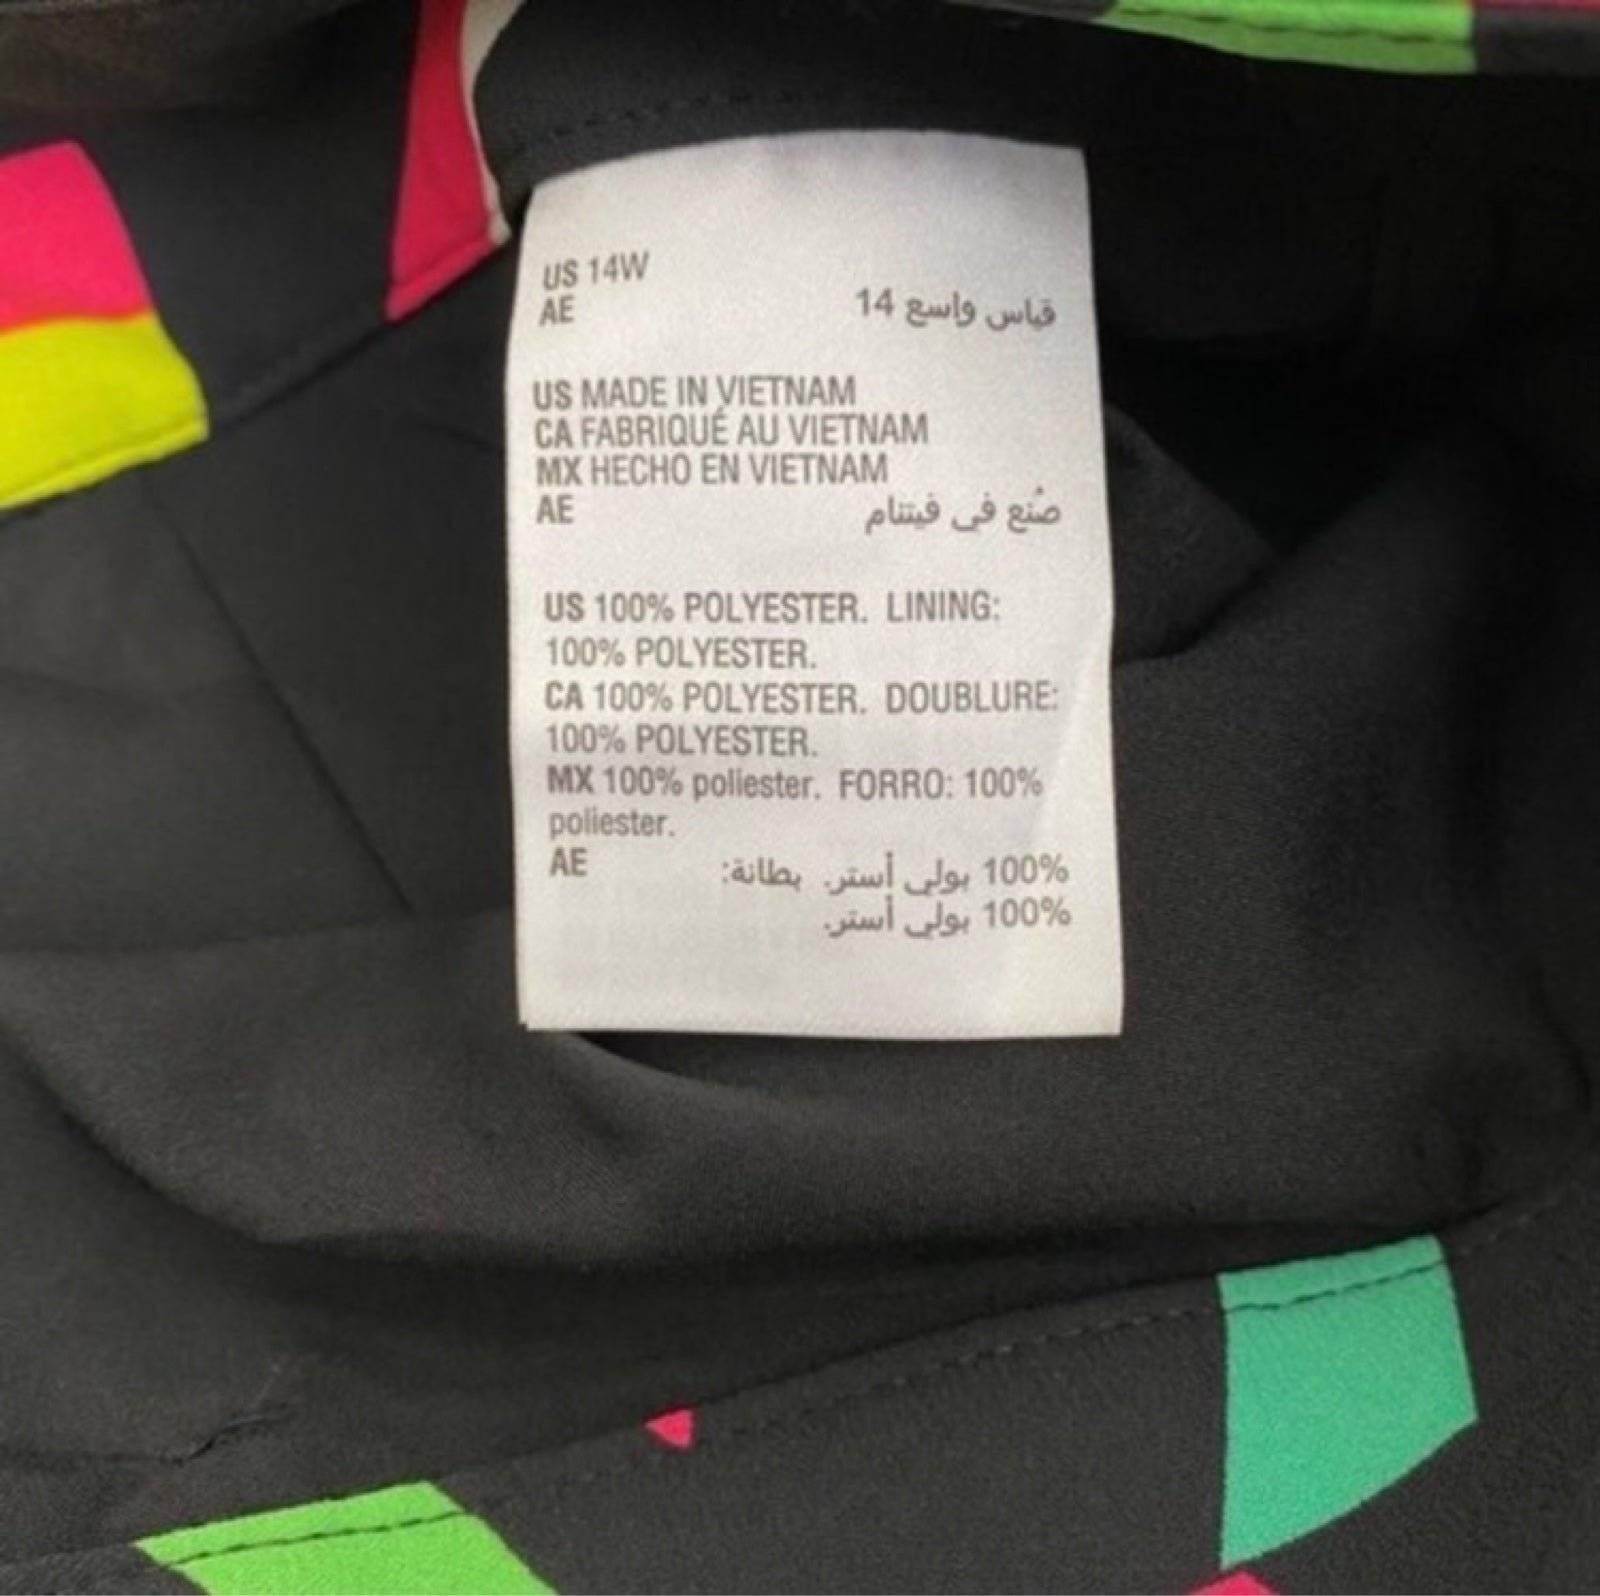 US 14W
AE قياس واسع 14
US MADE IN VIETNAM
CA FABRIQUÉ AU VIETNAM
MX HECHO EN VIETNAM
AE صُنع في فيتنام
US 100% POLYESTER. LINING:
100% POLYESTER.
CA 100% POLYESTER. DOUBLURE:
100% POLYESTER.
MX 100% poliester. FORRO: 100%
poliester.
AE 100% بولي أستر. بطانة:
100% بولي أستر.